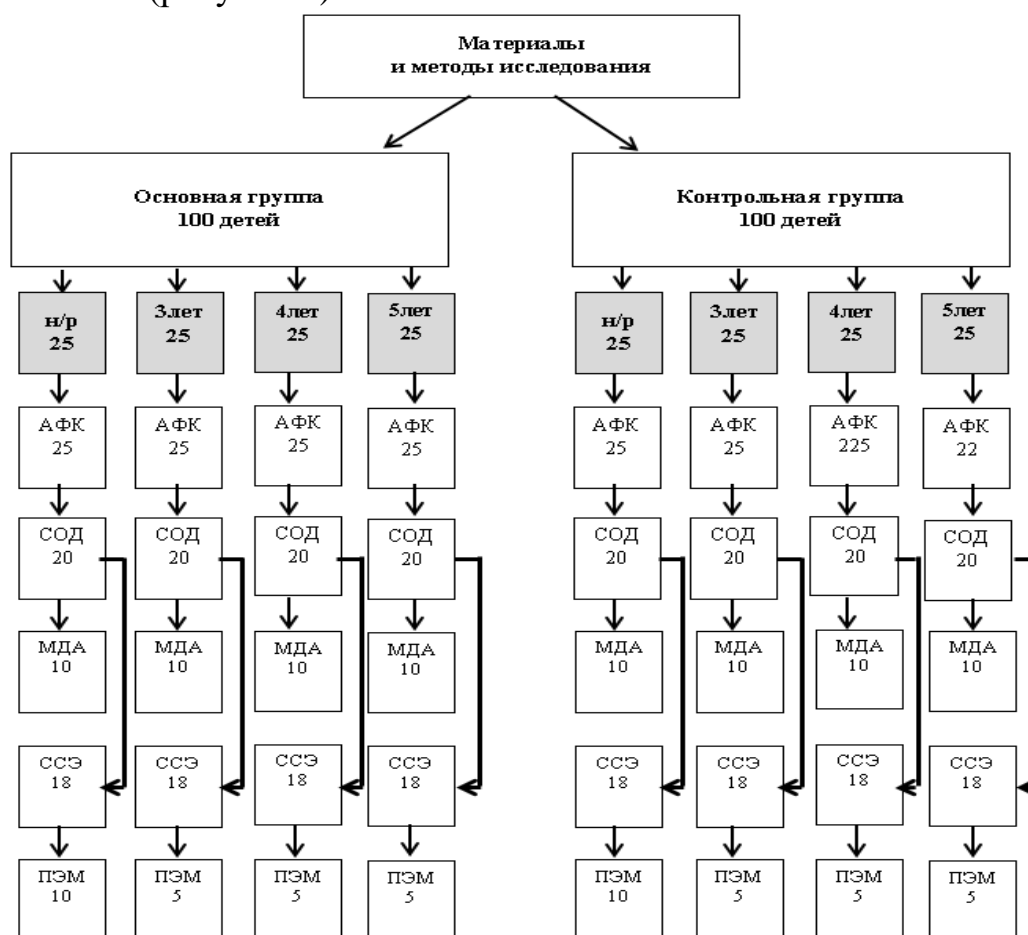 Материалы
и методы исследования
Основная группа
100 детей
Контрольная группа
100 детей
н/р
25
3лет
25
4лет
25
5лет
25
н/р
25
3лет
25
4лет
25
5лет
25
АФК
25
АФК
25
АФК
25
АФК
25
АФК
25
АФК
25
АФК
225
АФК
22
СОД
20
СОД
20
СОД
20
СОД
20
СОД
20
СОД
20
СОД
20
СОД
20
МДА
10
МДА
10
МДА
10
МДА
10
МДА
10
МДА
10
МДА
10
МДА
10
ССЭ
18
ССЭ
18
ССЭ
18
ССЭ
18
ССЭ
18
ССЭ
18
ССЭ
18
ССЭ
18
ПЭМ
10
ПЭМ
5
ПЭМ
5
ПЭМ
5
ПЭМ
10
ПЭМ
5
ПЭМ
5
ПЭМ
5